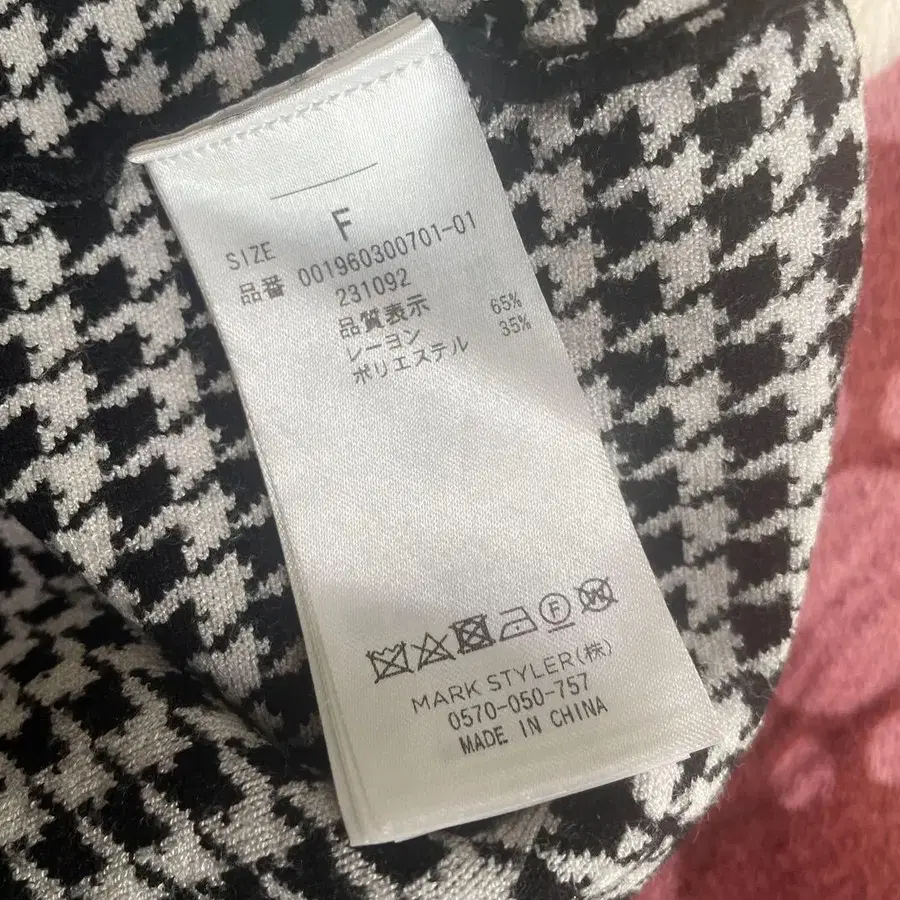 SIZE F
品番 001960300701-01
231092
品質表示
レーヨン 65%
ポリエステル 35%
F W
MARK STYLER(株)
0570-050-757
MADE IN CHINA